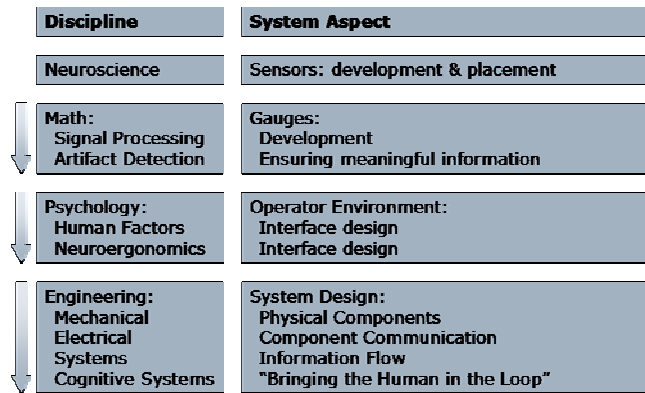 Discipline
System Aspect
Neuroscience
Sensors: development & placement
Math:
Signal Processing
Artifact Detection
Gauges:
Development
Ensuring meaningful information
Psychology:
Human Factors
Neuroergonomics
Operator Environment:
Interface design
Interface design
Engineering:
Mechanical
Electrical
Systems
Cognitive Systems
System Design:
Physical Components
Component Communication
Information Flow
“Bringing the Human in the Loop”